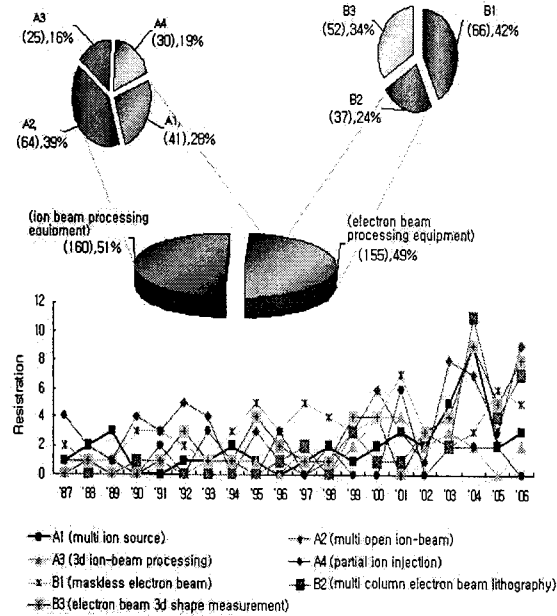 A3
(25),16%
A4
(30),19%
A2,
(64),39%
A1,
(41),28%
B3
(52),34%
B1
(66),42%
B2
(37),24%
(ion beam processing
equipment)
(160),51%
(electron beam
processing equipment)
(155),49%
Resistration
12
10
8
6
4
2
0
'87 '88 '89 '90 '91 '92 '93 '94 '95 '96 '97 '98 '99 '00 '01 '02 '03 '04 '05 '06
A1 (multi ion source)
A2 (multi open ion-beam)
A3 (3d ion-beam processing)
A4 (partial ion injection)
B1 (maskless electron beam)
B2 (multi column electron beam lithography)
B3 (electron beam 3d shape measurement)